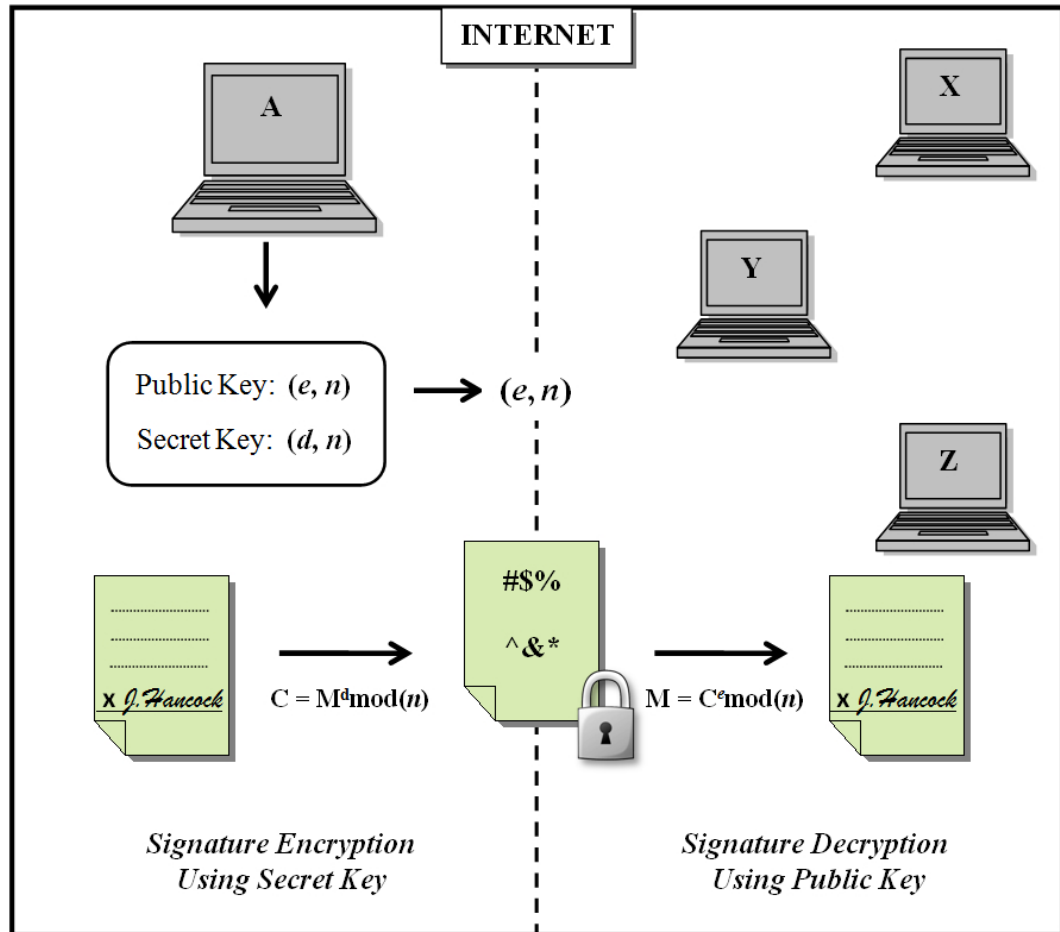 INTERNET
A
X
Y
Public Key: (e, n)
(e, n)
Secret Key: (d, n)
Z
#$%
^&*
x J.Hancock
C = Mᵈmod(n)
M = Cᵉmod(n)
x J.Hancock
Signature Encryption
Using Secret Key
Signature Decryption
Using Public Key